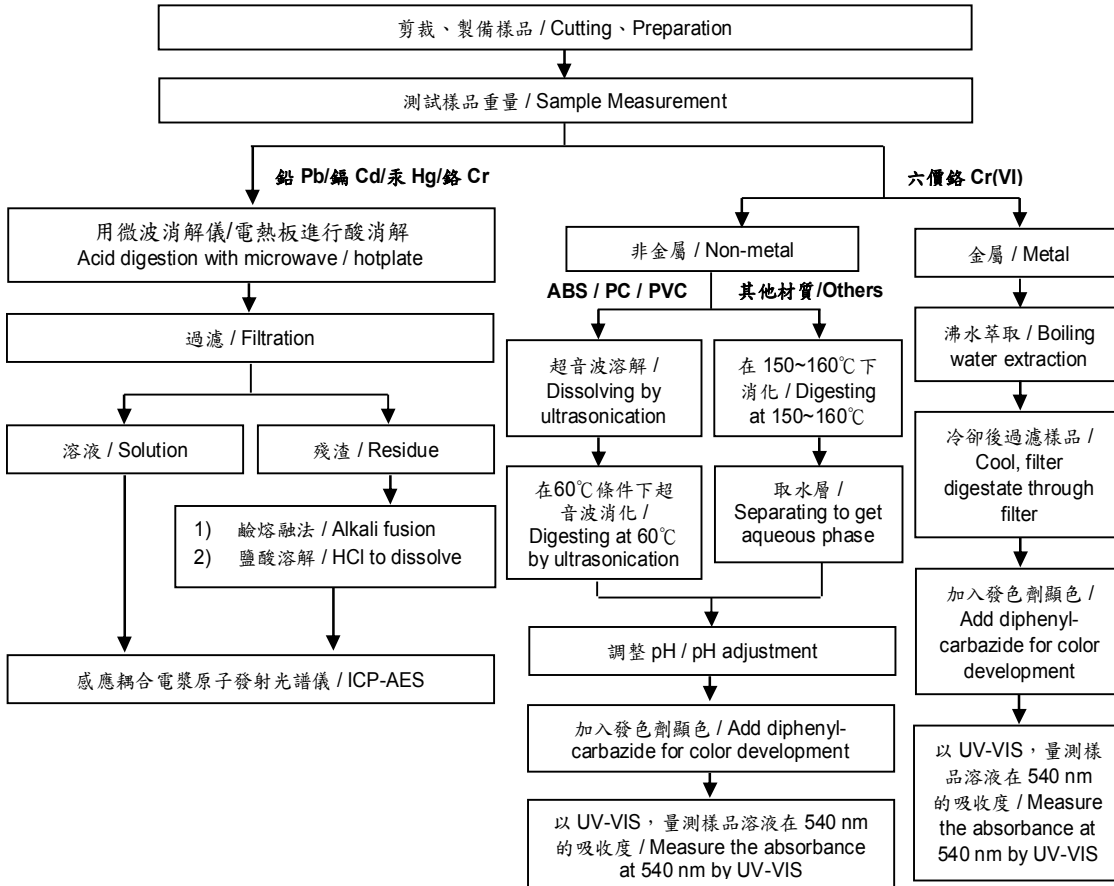 剪裁、製備樣品 / Cutting、Preparation
測試樣品重量 / Sample Measurement
鉛 Pb/鎘 Cd/汞 Hg/鉻 Cr
用微波消解儀/電熱板進行酸消解
Acid digestion with microwave / hotplate
過濾 / Filtration
溶液 / Solution
殘渣 / Residue
1) 鹼熔融法 / Alkali fusion
2) 鹽酸溶解 / HCl to dissolve
感應耦合電漿原子發射光譜儀 / ICP-AES
六價鉻 Cr(VI)
非金屬 / Non-metal
ABS / PC / PVC
超音波溶解 /
Dissolving by
ultrasonication
在60℃條件下超
音波消化 /
Digesting at 60℃
by ultrasonication
其他材質/Others
在 150~160℃下
消化 / Digesting
at 150~160℃
取水層 /
Separating to get
aqueous phase
調整 pH / pH adjustment
加入發色劑顯色 / Add diphenyl-
carbazide for color development
以 UV-VIS，量測樣品溶液在 540 nm
的吸收度 / Measure the absorbance
at 540 nm by UV-VIS
金屬 / Metal
沸水萃取 / Boiling
water extraction
冷卻後過濾樣品 /
Cool, filter
digestate through
filter
加入發色劑顯色 /
Add diphenyl-
carbazide for color
development
以 UV-VIS，量測樣
品溶液在 540 nm
的吸收度 / Measure
the absorbance at
540 nm by UV-VIS